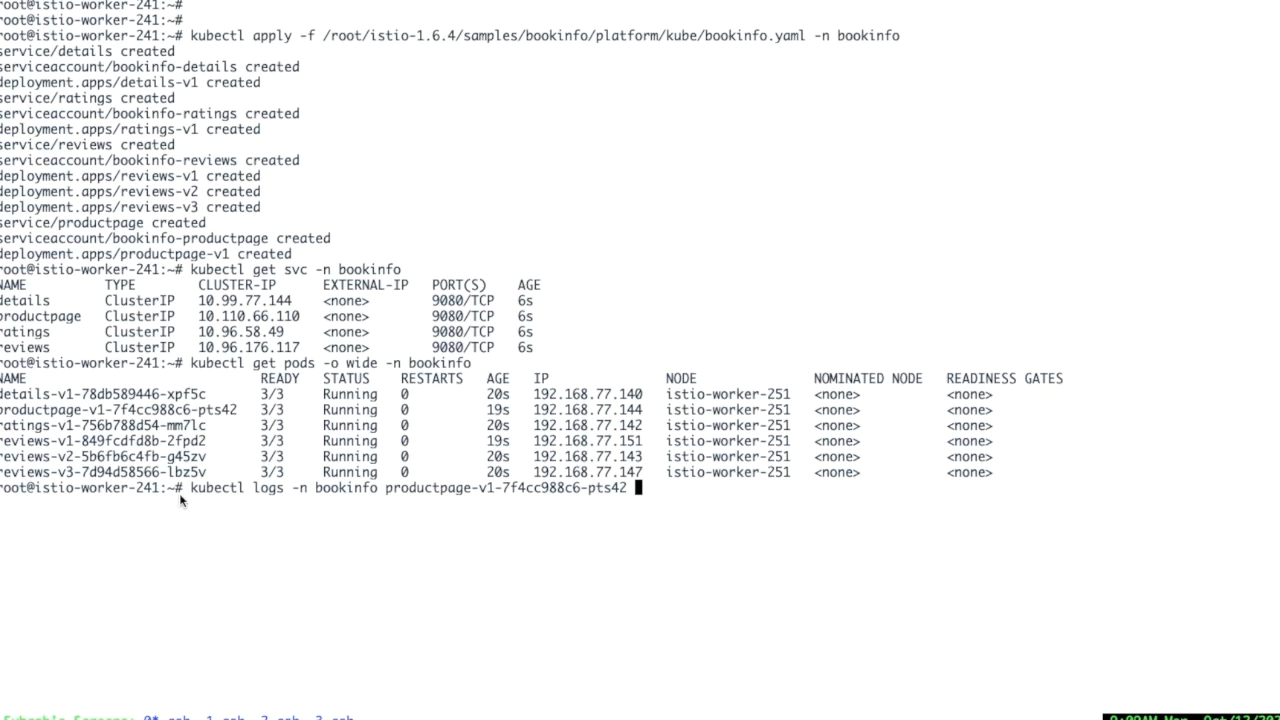 root@istio-worker-241:~#
root@istio-worker-241:~#
root@istio-worker-241:~# kubectl apply -f /root/istio-1.6.4/samples/bookinfo/platform/kube/bookinfo.yaml -n bookinfo
service/details created
serviceaccount/bookinfo-details created
deployment.apps/details-v1 created
service/ratings created
serviceaccount/bookinfo-ratings created
deployment.apps/ratings-v1 created
service/reviews created
serviceaccount/bookinfo-reviews created
deployment.apps/reviews-v1 created
deployment.apps/reviews-v2 created
deployment.apps/reviews-v3 created
service/productpage created
serviceaccount/bookinfo-productpage created
deployment.apps/productpage-v1 created
root@istio-worker-241:~# kubectl get svc -n bookinfo
NAME TYPE CLUSTER-IP EXTERNAL-IP PORT(S) AGE
details ClusterIP 10.99.77.144 <none> 9080/TCP 6s
productpage ClusterIP 10.110.66.110 <none> 9080/TCP 6s
ratings ClusterIP 10.96.58.49 <none> 9080/TCP 6s
reviews ClusterIP 10.96.176.117 <none> 9080/TCP 6s
root@istio-worker-241:~# kubectl get pods -o wide -n bookinfo
NAME READY STATUS RESTARTS AGE IP NODE NOMINATED NODE READINESS GATES
details-v1-78db589446-xpf5c 3/3 Running 0 20s 192.168.77.140 istio-worker-251 <none> <none>
productpage-v1-7f4cc988c6-pts42 3/3 Running 0 19s 192.168.77.144 istio-worker-251 <none> <none>
ratings-v1-756b788d54-mm7lc 3/3 Running 0 20s 192.168.77.142 istio-worker-251 <none> <none>
reviews-v1-849fcdfd8b-2fpd2 3/3 Running 0 19s 192.168.77.151 istio-worker-251 <none> <none>
reviews-v2-5b6fb6c4fb-g45zv 3/3 Running 0 20s 192.168.77.143 istio-worker-251 <none> <none>
reviews-v3-7d94d58566-lbz5v 3/3 Running 0 20s 192.168.77.147 istio-worker-251 <none> <none>
root@istio-worker-241:~# kubectl logs -n bookinfo productpage-v1-7f4cc988c6-pts42